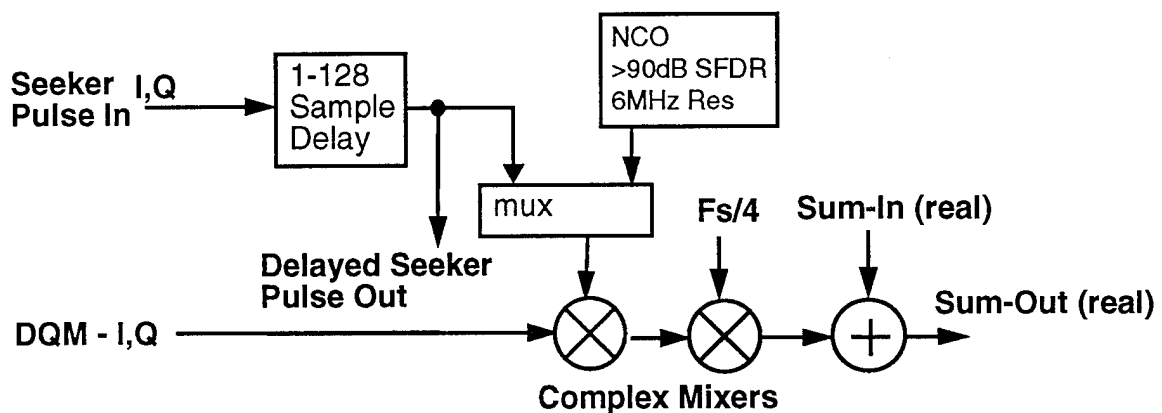 NCO
>90dB SFDR
6MHz Res
Seeker I,Q
Pulse In
1-128
Sample
Delay
mux
Fs/4
Sum-In (real)
Delayed Seeker
Pulse Out
Sum-Out (real)
DQM - I,Q
Complex Mixers